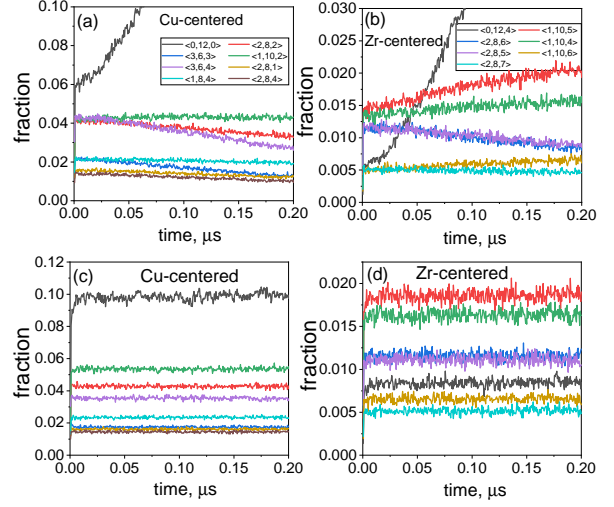 (a)
Cu-centered
<0,12,0> <2,8,2>
<3,6,3> <1,10,2>
<3,6,4> <2,8,1>
<1,8,4> <2,8,4>
0.10
0.08
0.06
0.04
0.02
0.00
fraction
0.00 0.05 0.10 0.15 0.20
time, μs
(b)
Zr-centered
<0,12,4> <1,10,5>
<2,8,6> <1,10,4>
<2,8,5> <1,10,6>
<2,8,7>
0.030
0.025
0.020
0.015
0.010
0.005
0.000
fraction
0.00 0.05 0.10 0.15 0.20
time, μs
(c)
Cu-centered
0.12
0.10
0.08
0.06
0.04
0.02
0.00
fraction
0.00 0.05 0.10 0.15 0.20
time, μs
(d)
Zr-centered
0.020
0.015
0.010
0.005
0.000
fraction
0.00 0.05 0.10 0.15 0.20
time, μs